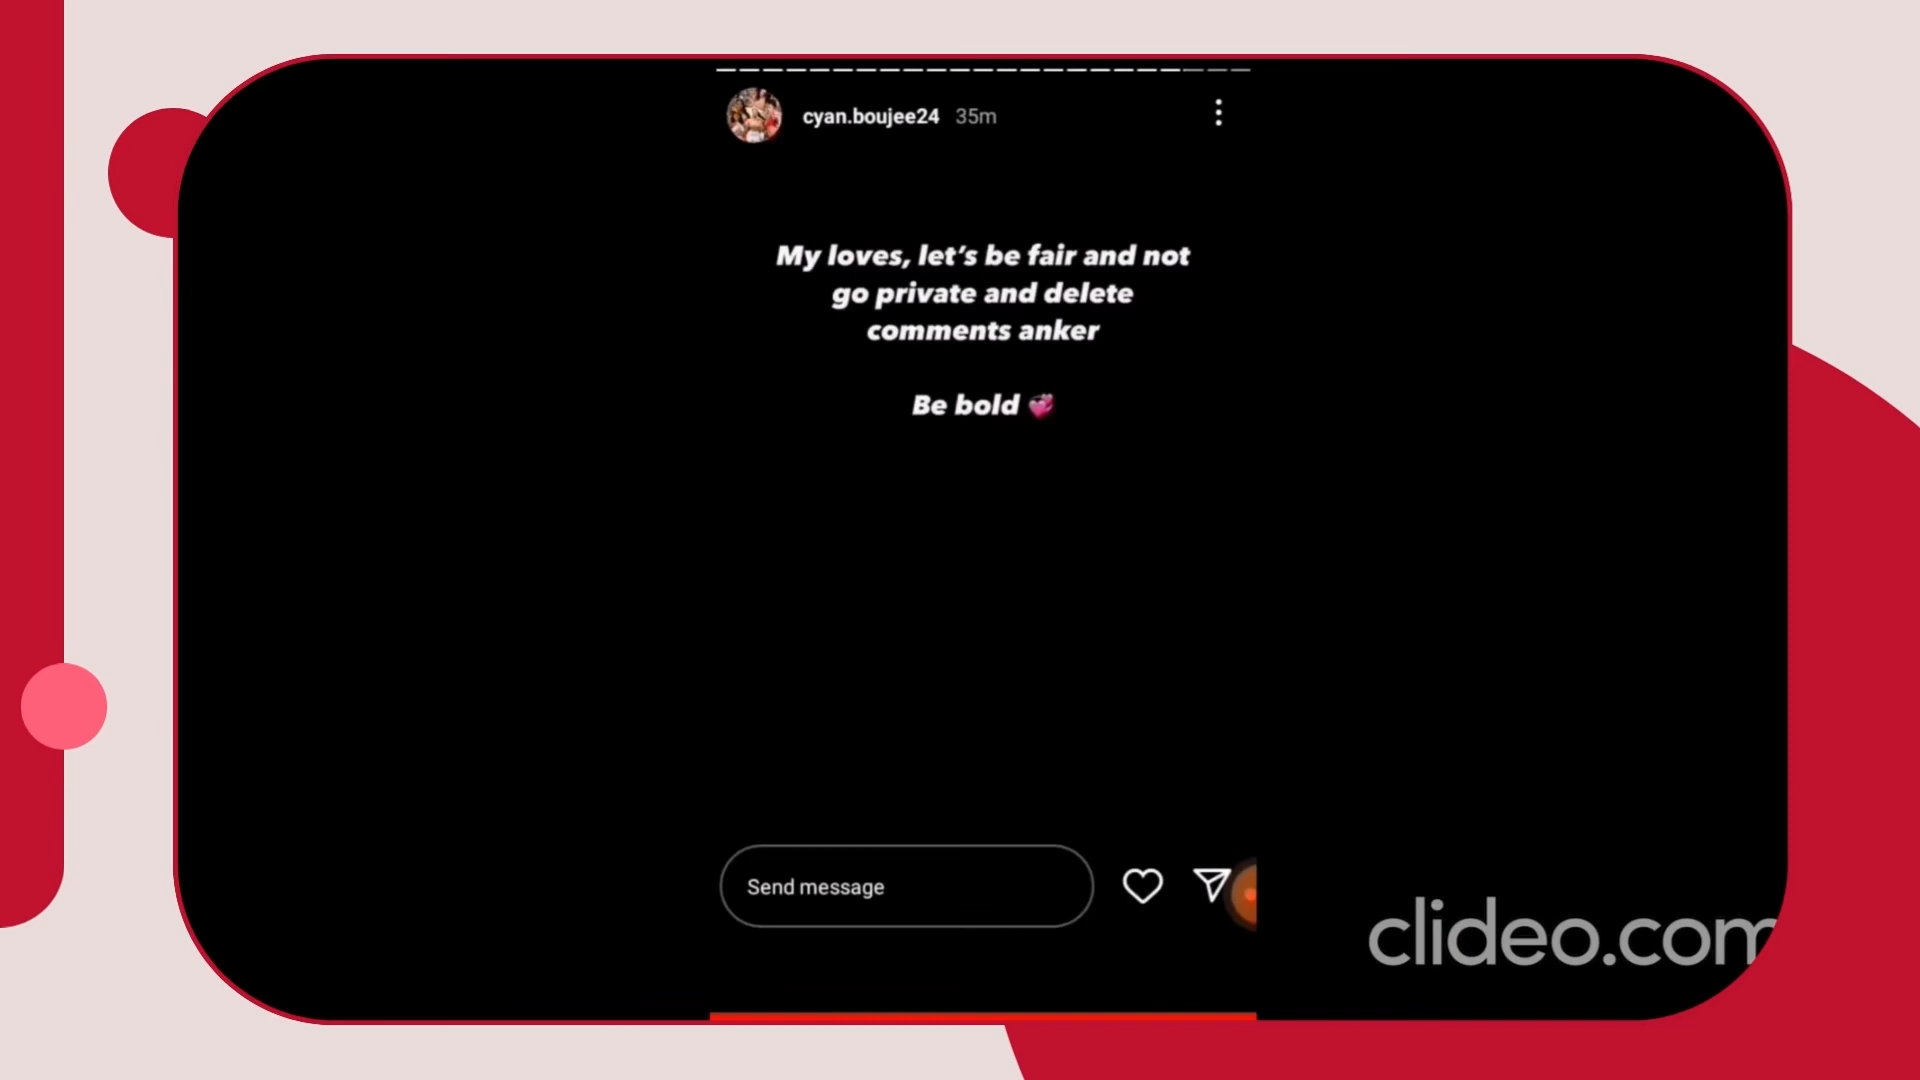 cyan.boujee24 35m
My loves, let’s be fair and not
go private and delete
comments anker
Be bold 💞
Send message
clideo.com